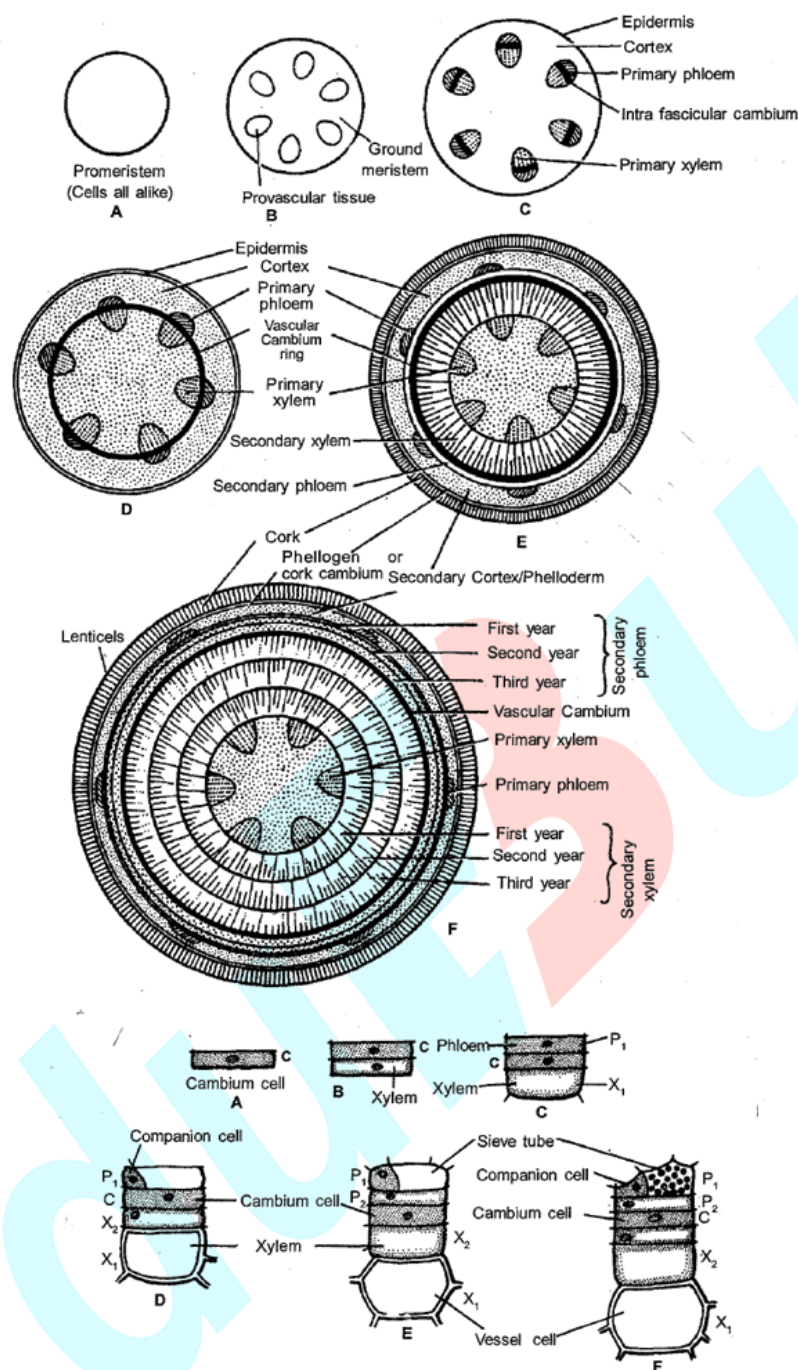 Epidermis
Cortex
Primary phloem
Intra fascicular cambium
Primary xylem
Ground
meristem
Promeristem
(Cells all alike)
A
Provascular tissue
B
C
Epidermis
Cortex
Primary
phloem
Vascular
Cambium
ring
Primary
xylem
Secondary xylem
Secondary phloem
D
E
Cork
Phellogen or
cork cambium
Secondary Cortex/Phelloderm
Lenticels
First year
Second year
Third year
Secondary
phloem
Vascular Cambium
Primary xylem
Primary phloem
First year
Second year
Third year
Secondary
xylem
F
C
Cambium cell
A
C
Xylem
B
Phloem
P1
C
Xylem
X1
C
Companion cell
P1
C
Cambium cell
X2
X1
Xylem
D
Sieve tube
P1
P2
X2
X1
E
Companion cell
P1
P2
Cambium cell
C
X2
X1
Vessel cell
F